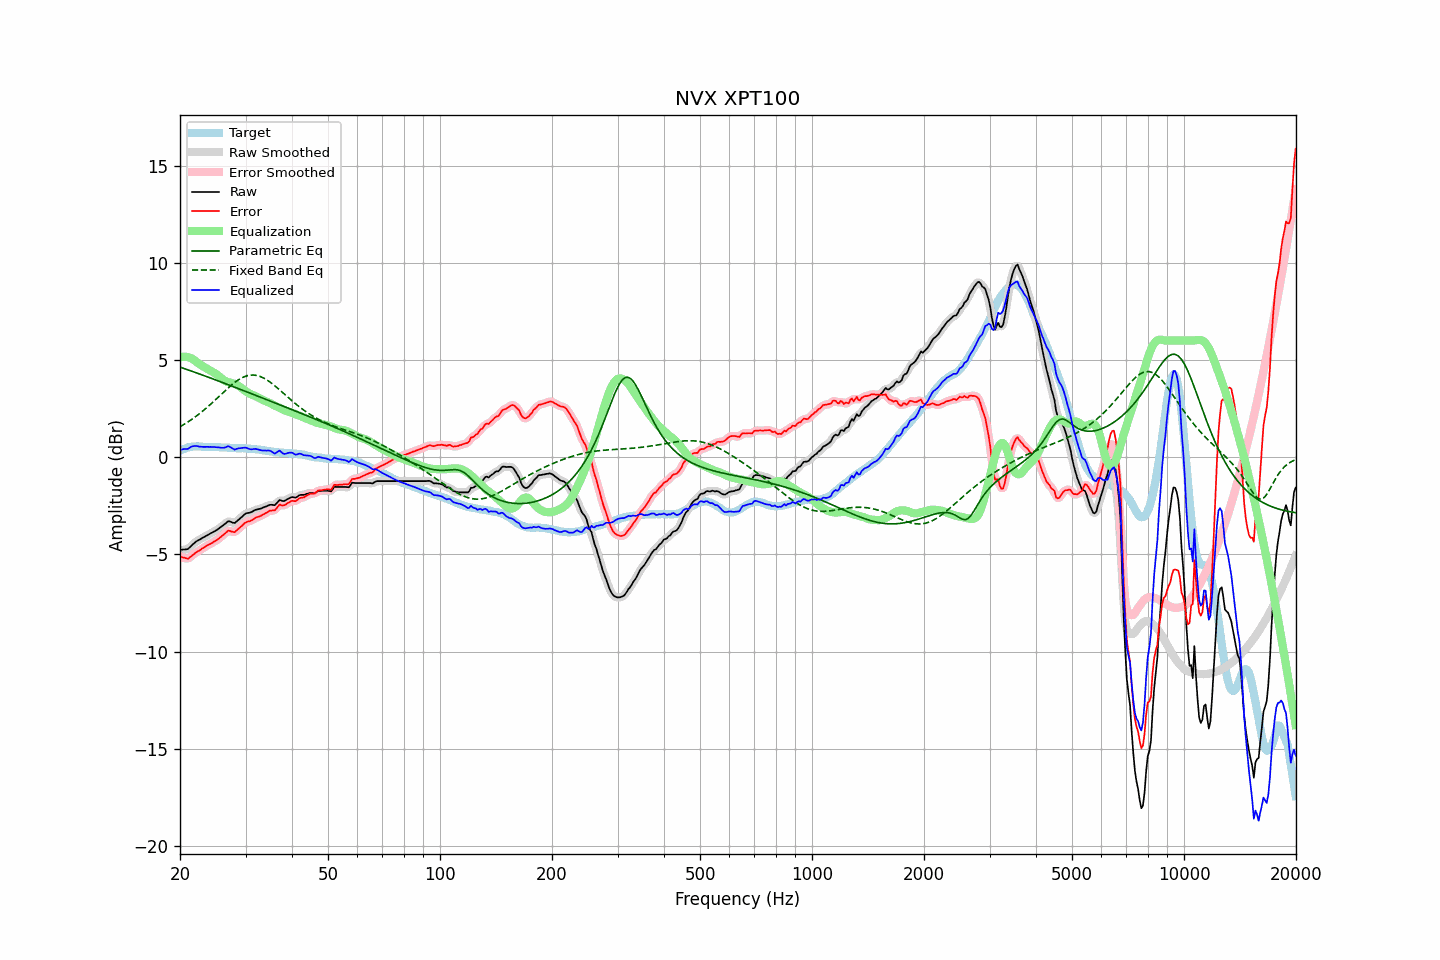 NVX XPT100
Target
Raw Smoothed
Error Smoothed
Raw
Error
Equalization
Parametric Eq
Fixed Band Eq
Equalized
Amplitude (dBr)
15
10
5
0
−5
−10
−15
−20
20 50 100 200 500 1000 2000 5000 10000 20000
Frequency (Hz)